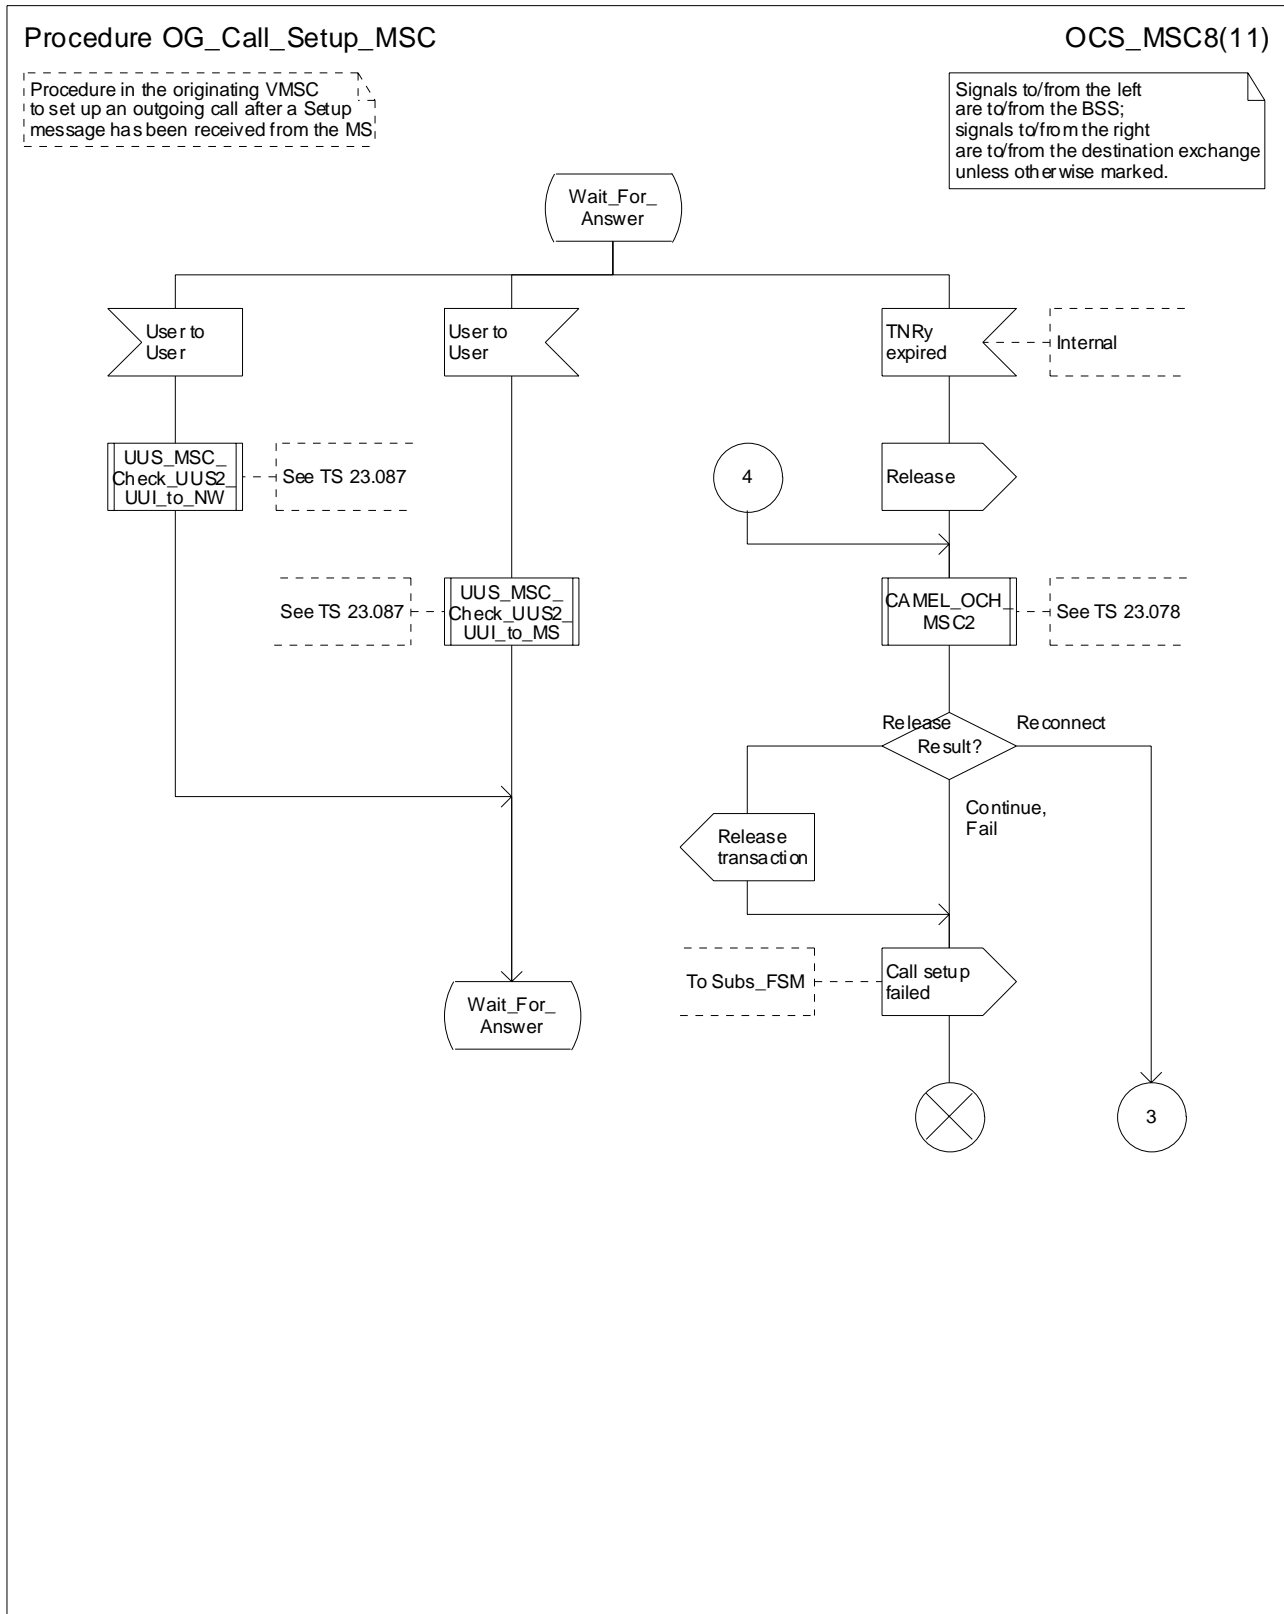 Procedure OG_Call_Setup_MSC
OCS_MSC8(11)
Procedure in the originating VMSC
to set up an outgoing call after a Setup
message has been received from the MS
Signals to/from the left
are to/from the BSS;
signals to/from the right
are to/from the destination exchange
unless otherwise marked.
Wait_For_
Answer
User to
User
User to
User
TNRy
expired
Internal
UUS_MSC_
Check_UUS2_
UUI_to_NW
See TS 23.087
4
Release
See TS 23.087
UUS_MSC_
Check_UUS2_
UUI_to_MS
CAMEL_OCH_
MSC2
See TS 23.078
Release
Reconnect
Result?
Continue,
Fail
Release
transaction
To Subs_FSM
Call setup
failed
Wait_For_
Answer
3